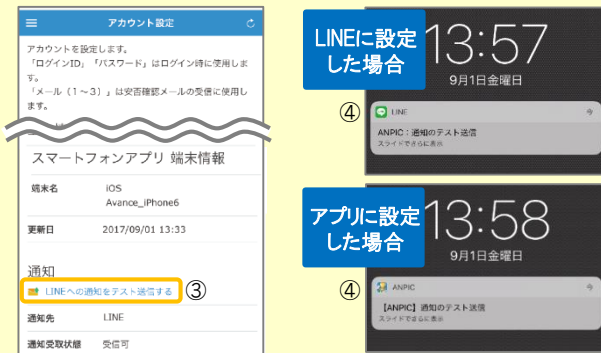 アカウント設定
アカウントを設定します。
「ログインID」「パスワード」はログイン時に使用しま
す。
「メール（1～3）」は安否確認メールの受信に使用し
ます。
スマートフォンアプリ 端末情報
端末名 iOS
Avance_iPhone6
更新日 2017/09/01 13:33
通知
LINEへの通知をテスト送信する ③
通知先 LINE
通知受取状態 受信可
LINEに設定
した場合
13:57
9月1日金曜日
④
LINE 今
ANPIC：通知のテスト送信
スライドでさらに表示
アプリに設定
した場合
13:58
9月1日金曜日
④
ANPIC 今
【ANPIC】通知のテスト送信
スライドでさらに表示